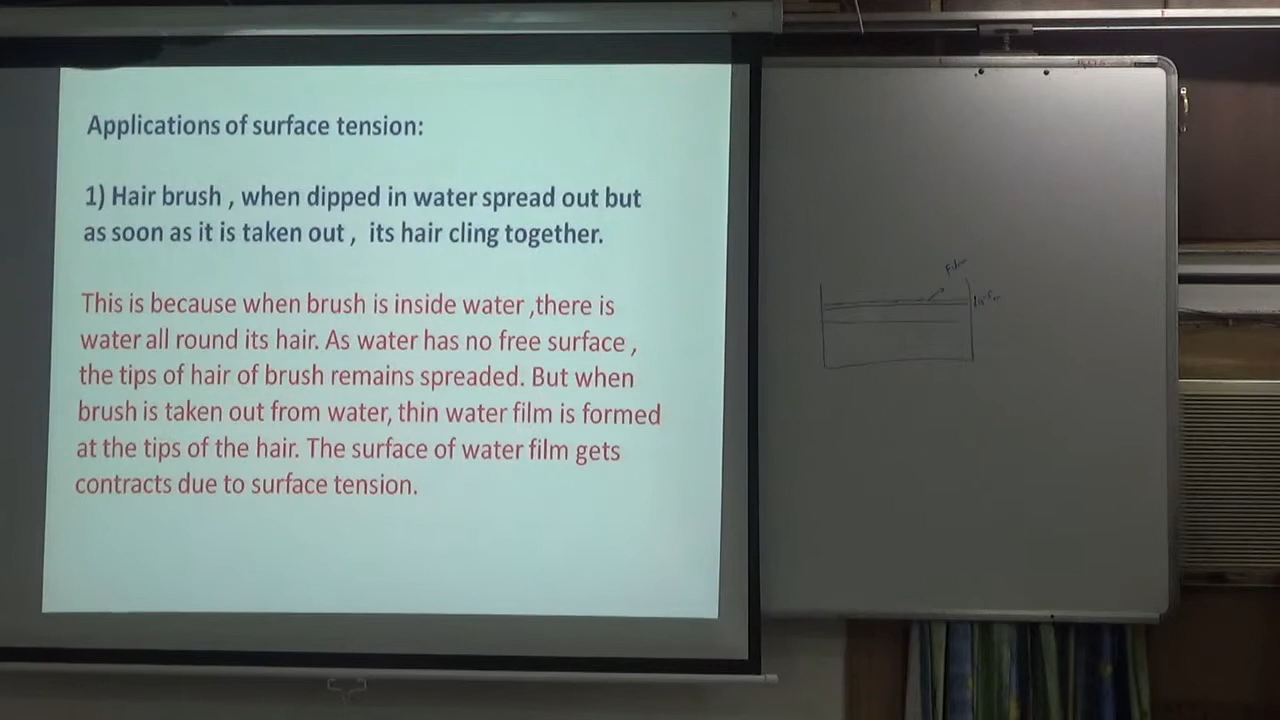 Applications of surface tension:
1) Hair brush , when dipped in water spread out but
as soon as it is taken out , its hair cling together.
This is because when brush is inside water ,there is
water all round its hair. As water has no free surface ,
the tips of hair of brush remains spreaded. But when
brush is taken out from water, thin water film is formed
at the tips of the hair. The surface of water film gets
contracts due to surface tension.
Film